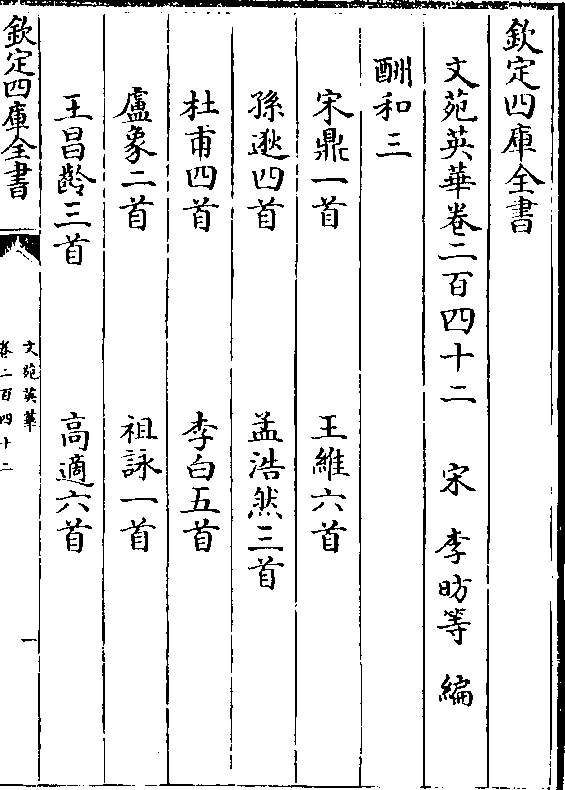 欽定四庫全書
文苑英華卷二百四十二　宋　李昉等　編
酬和三
宋鼎一首　王維六首
孫逖四首　孟浩然三首
杜甫四首　李白五首
盧象二首　祖詠一首
王昌齡三首　高適六首
欽定四庫全書
文苑英華
卷二百四十二
一